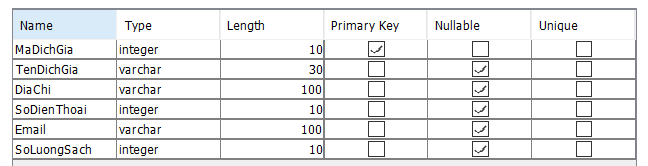 Name Type Length Primary Key Nullable Unique
MaDichGia integer 10
TenDichGia varchar 30
DiaChi varchar 100
SoDienThoai integer 10
Email varchar 100
SoLuongSach integer 10